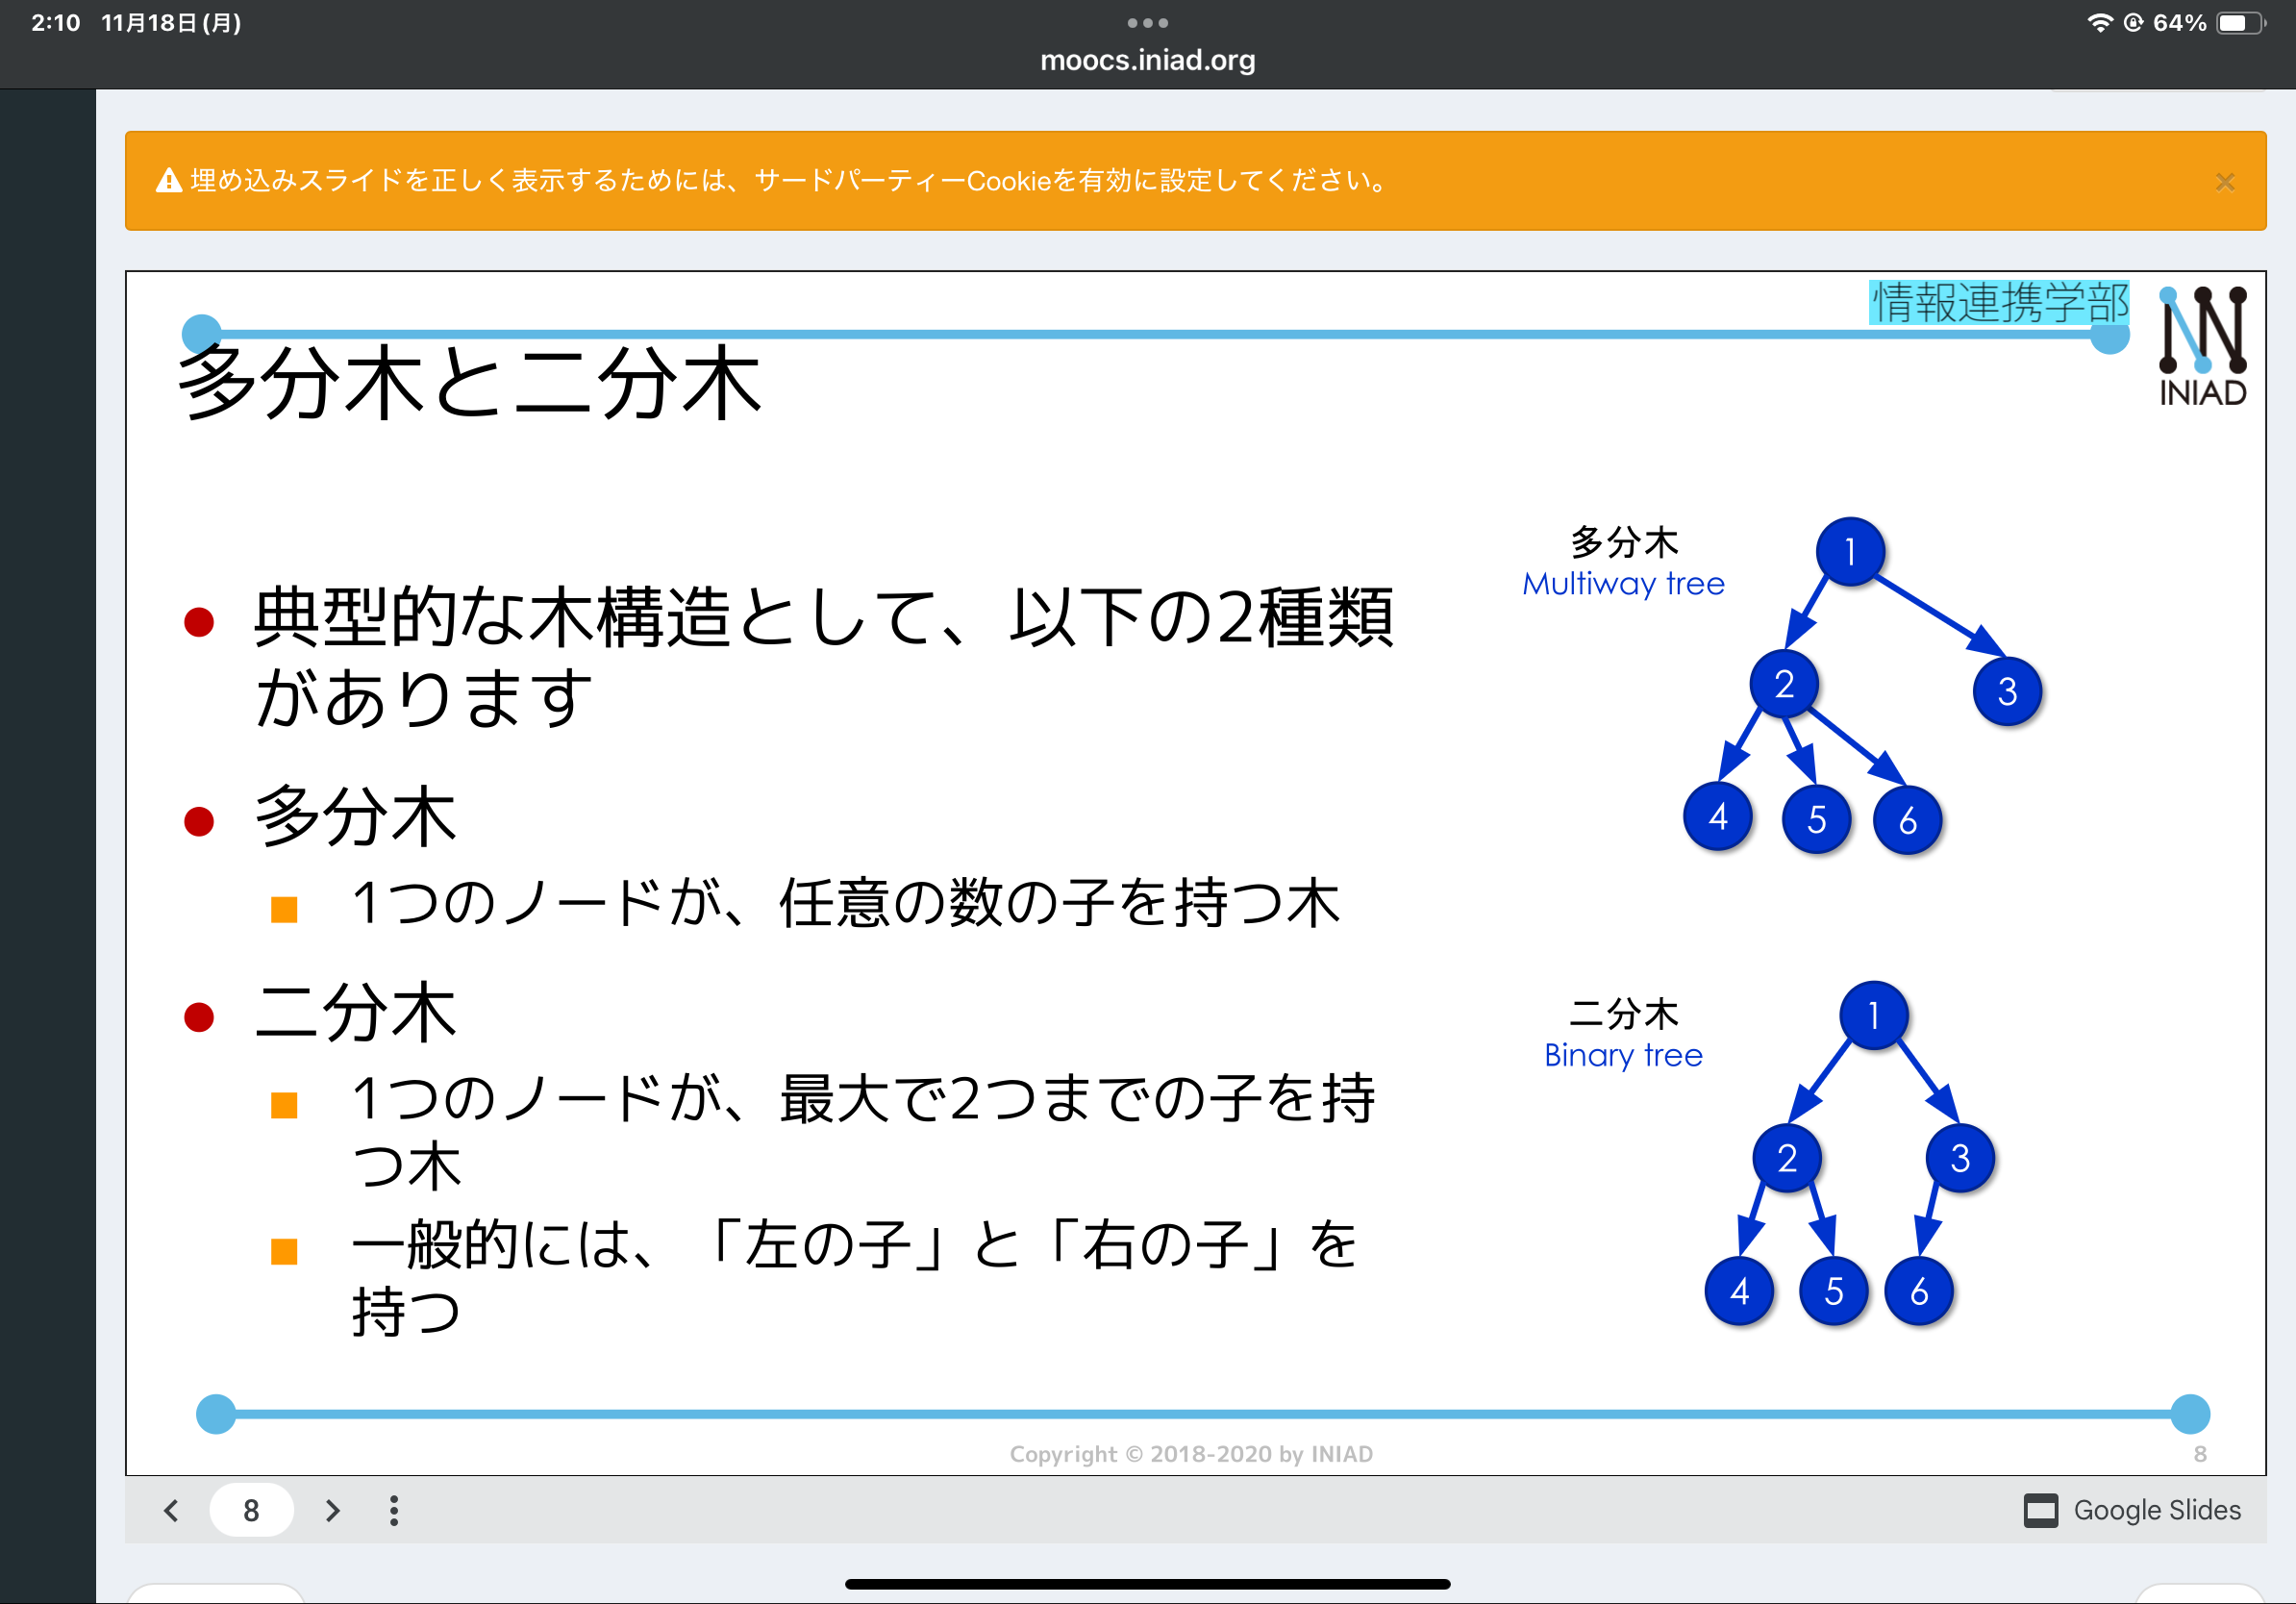 2:10 11月18日(月)
64%
moocs.iniad.org
埋め込みスライドを正しく表示するためには、サードパーティーCookieを有効に設定してください。
×
情報連携学部
INIAD
多分木と二分木
典型的な木構造として、以下の2種類
があります
多分木
1つのノードが、任意の数の子を持つ木
二分木
1つのノードが、最大で2つまでの子を持
つ木
一般的には、「左の子」と「右の子」を
持つ
多分木
Multiway tree
1
2
3
4
5
6
二分木
Binary tree
1
2
3
4
5
6
Copyright © 2018-2020 by INIAD
8
8
Google Slides